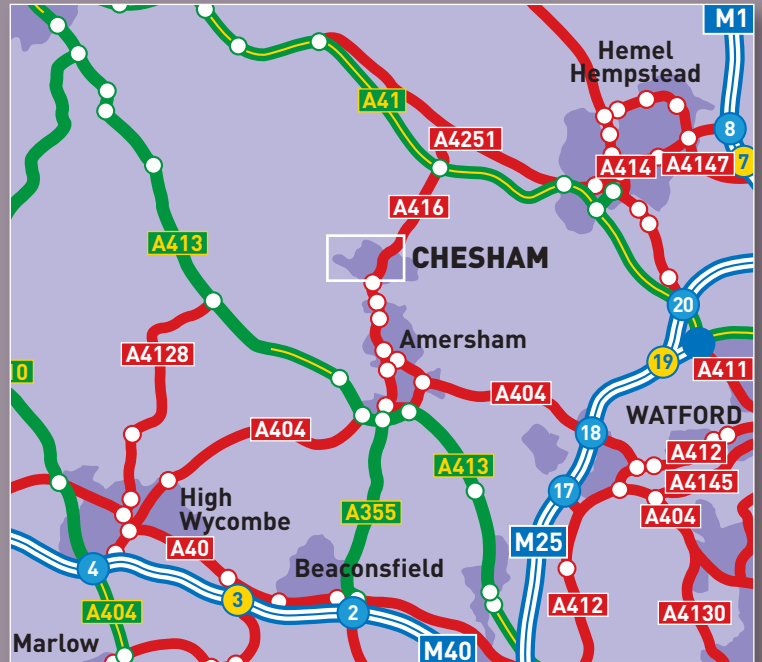 M1
Hemel
Hempstead
A41
8
A4251
7
A414
A4147
A416
A413
CHESHAM
20
Amersham
A4128
19
0
A411
A404
WATFORD
A404
18
A412
A413
A4145
17
High
Wycombe
A404
A355
M25
A40
Beaconsfield
4
3
A412
2
A404
A4130
Marlow
M40